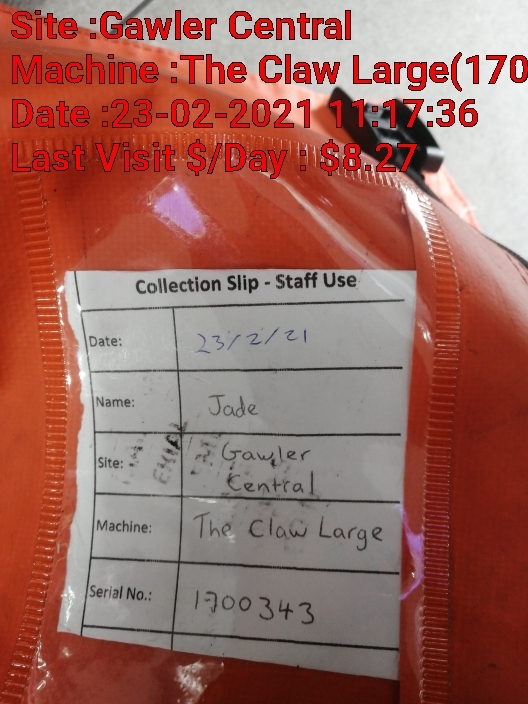 Site :Gawler Central
Machine :The Claw Large(170
Date :23-02-2021 11:17:36
Last Visit $/Day : $8.27
Collection Slip - Staff Use
Date: 23/2/21
Name: Jade
Site: Gawler
Central
Machine: The Claw Large
Serial No.: 1700343